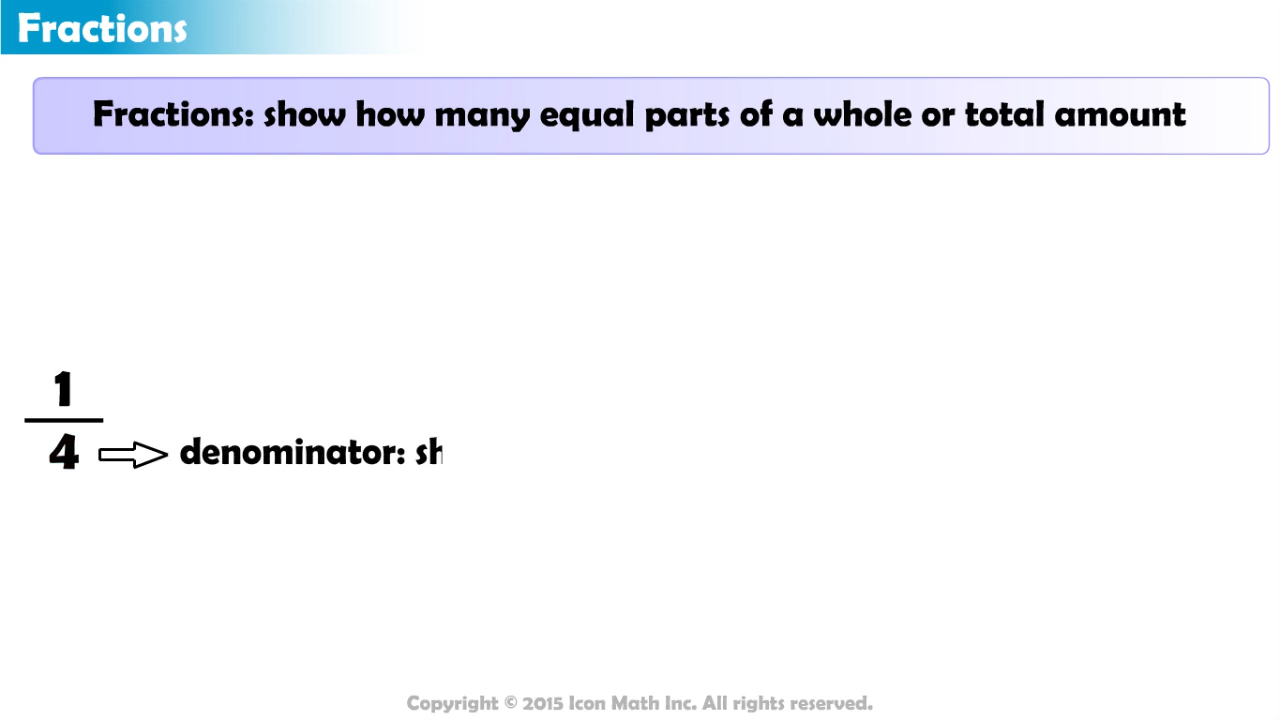 Fractions
Fractions: show how many equal parts of a whole or total amount
1
4 denominator: sh
Copyright © 2015 Icon Math Inc. All rights reserved.